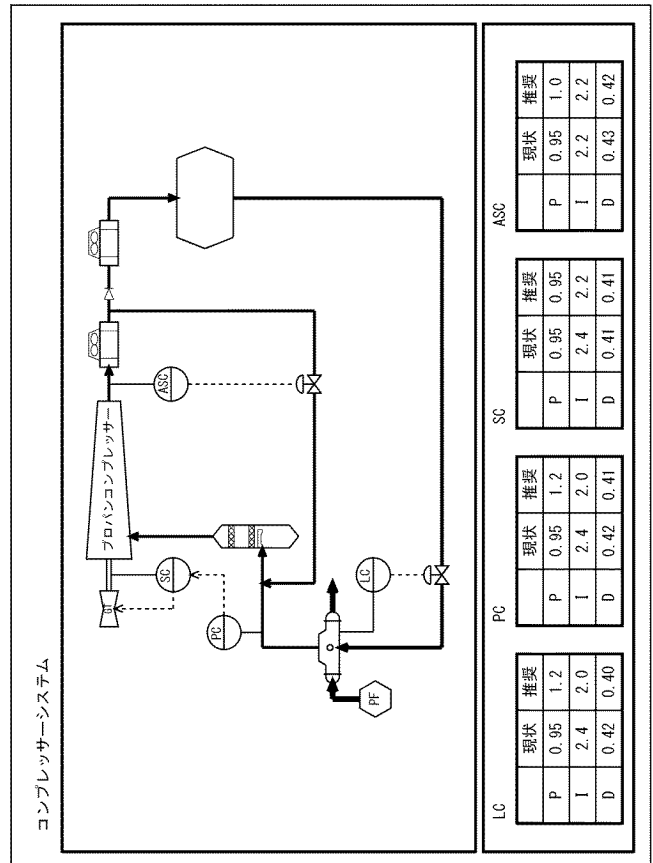 コンプレッサーシステム
プロパンコンプレッサー
GT
SC
PC
ASC
LC
PF
LC
現状 推奨
P 0.95 1.2
I 2.4 2.0
D 0.42 0.40
PC
現状 推奨
P 0.95 1.2
I 2.4 2.0
D 0.42 0.41
SC
現状 推奨
P 0.95 0.95
I 2.4 2.2
D 0.41 0.41
ASC
現状 推奨
P 0.95 1.0
I 2.2 2.2
D 0.43 0.42